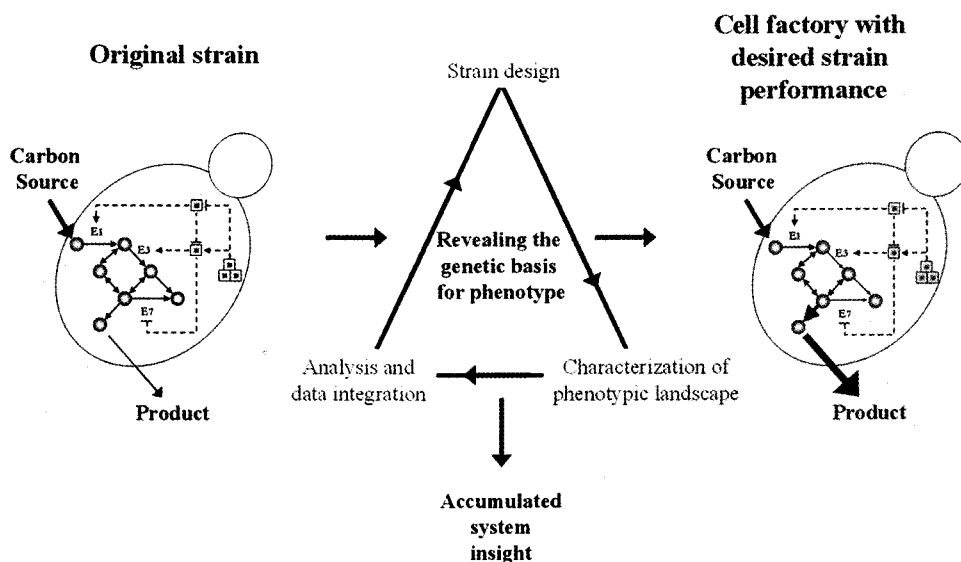 Original strain
Carbon
Source
E1
E3
E7
Product
Strain design
Revealing the
genetic basis
for phenotype
Analysis and
data integration
Characterization of
phenotypic landscape
Accumulated
system
insight
Cell factory with
desired strain
performance
Carbon
Source
E1
E3
E7
Product